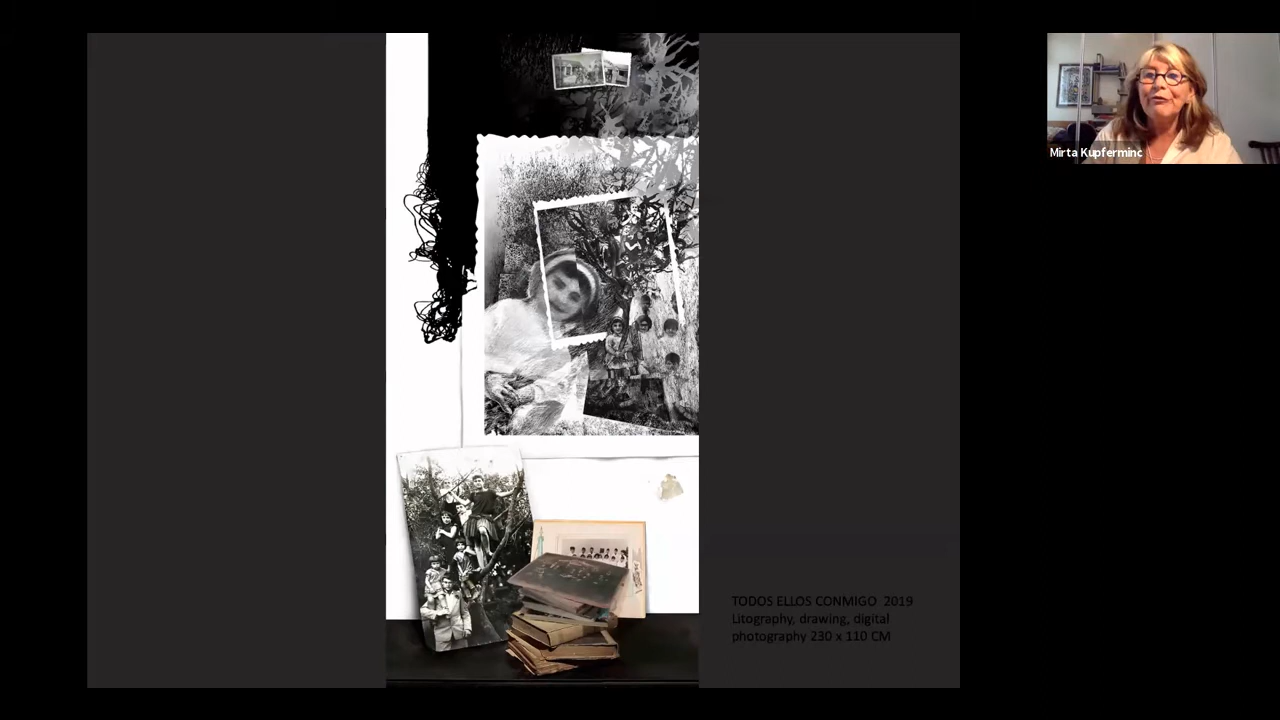 Mirta Kupferminc
TODOS ELLOS CONMIGO 2019
Litography, drawing, digital
photography 230 x 110 CM